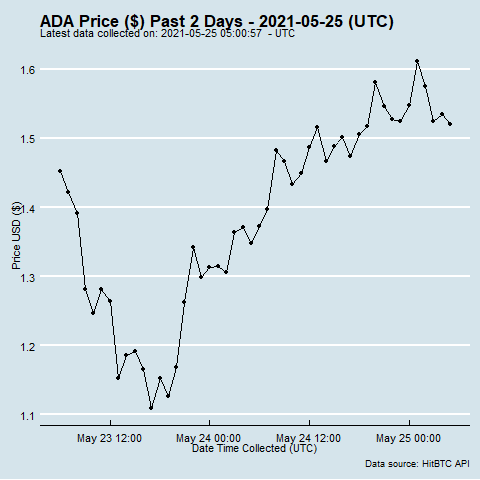 ADA Price ($) Past 2 Days - 2021-05-25 (UTC)
Latest data collected on: 2021-05-25 05:00:57  - UTC
1.6
1.5
1.4
Price USD ($)
1.3
1.2
1.1
May 23 12:00 May 24 00:00 May 24 12:00 May 25 00:00
Date Time Collected (UTC)
Data source: HitBTC API